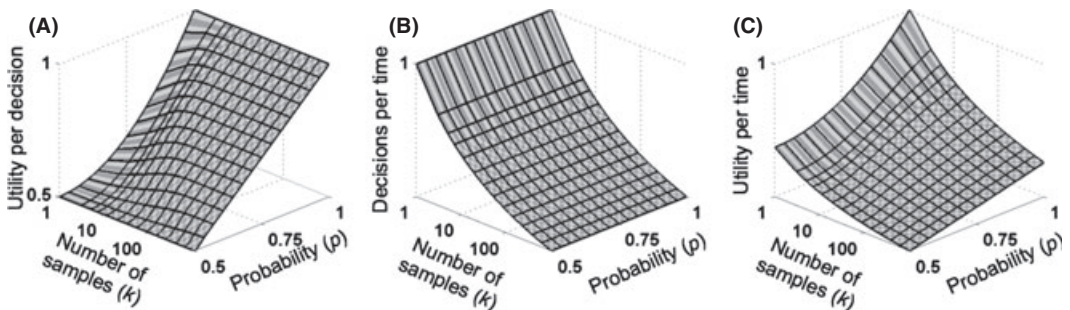 (A)
Utility per decision
1
0.5
1
10
100
Number of
samples (k)
0.5
0.75
1
Probability (p)
(B)
Decisions per time
1
1
10
100
Number of
samples (k)
0.5
0.75
1
Probability (p)
(C)
Utility per time
1
1
10
100
Number of
samples (k)
0.5
0.75
1
Probability (p)